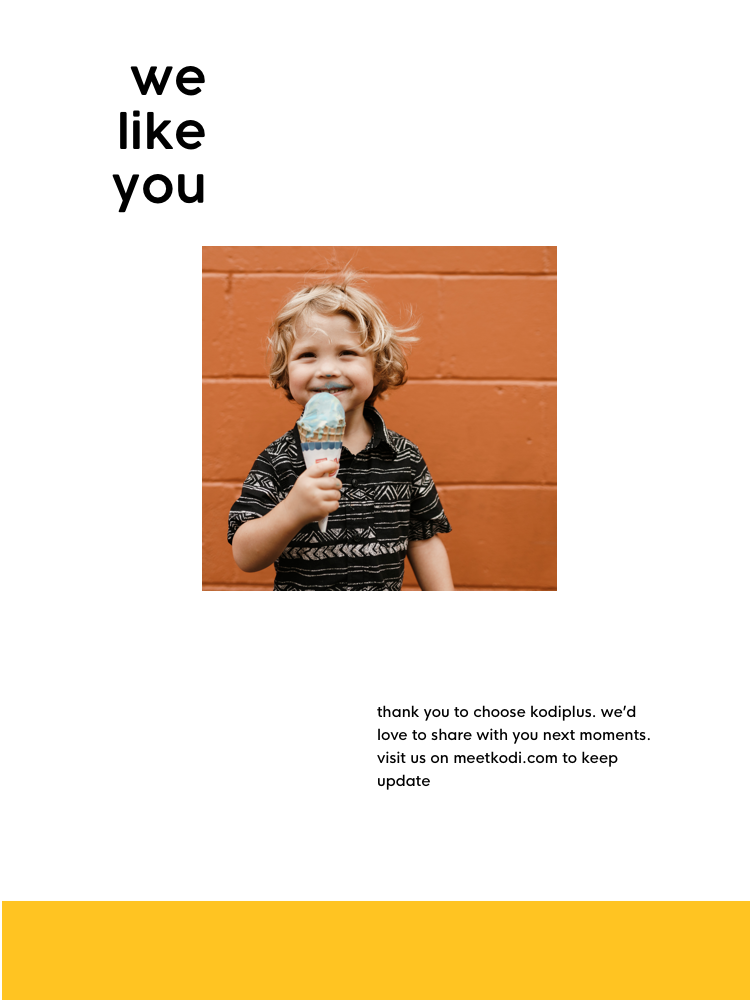 we
like
you
thank you to choose kodiplus. we'd
love to share with you next moments.
visit us on meetkodi.com to keep
update